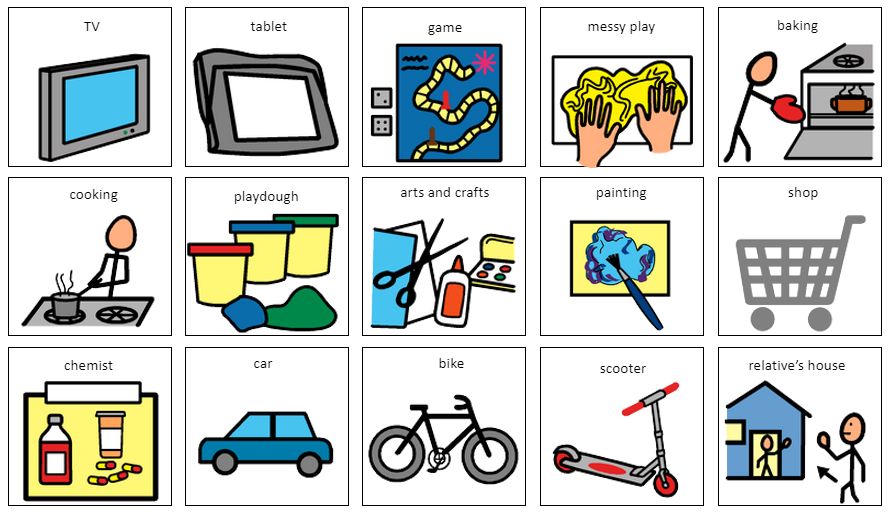 TV
tablet
game
messy play
baking
cooking
playdough
arts and crafts
painting
shop
chemist
car
bike
scooter
relative's house